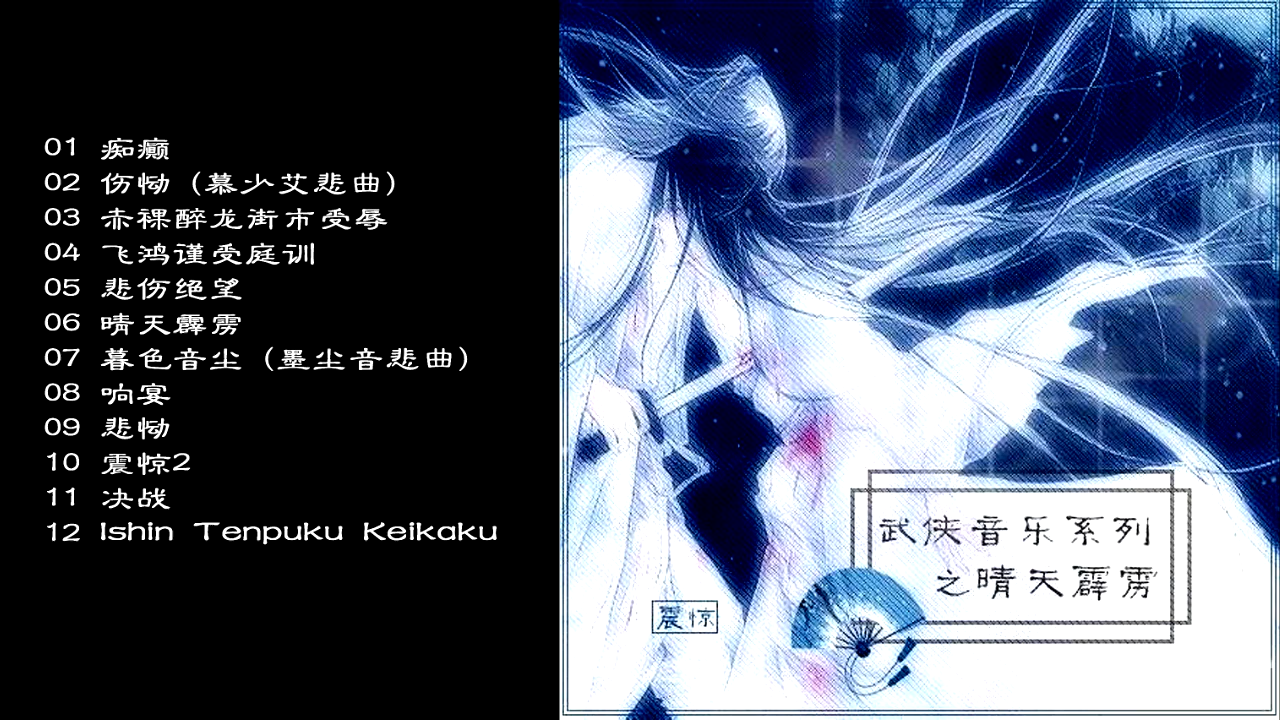 01 痴癫
02 伤恸（慕少艾悲曲）
03 赤裸醉龙街市受辱
04 飞鸿谨受庭训
05 悲伤绝望
06 晴天霹雳
07 暮色音尘（墨尘音悲曲）
08 响宴
09 悲恸
10 震惊2
11 决战
12 Ishin Tenpuku Keikaku
武侠音乐系列
之晴天霹雳
震惊